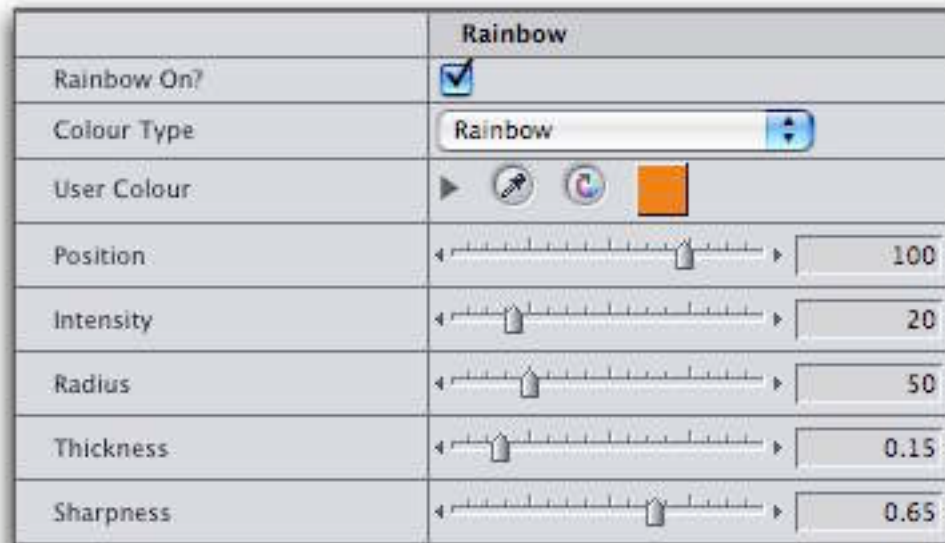 Rainbow
Rainbow On?
Colour Type Rainbow
User Colour
Position 100
Intensity 20
Radius 50
Thickness 0.15
Sharpness 0.65